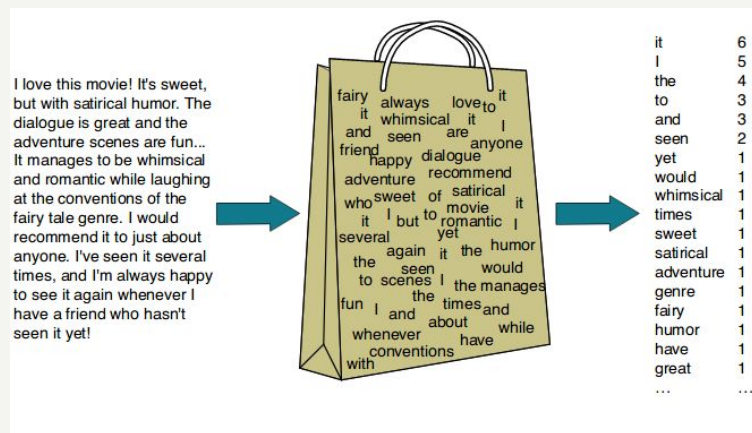 I love this movie! It's sweet,
but with satirical humor. The
dialogue is great and the
adventure scenes are fun...
It manages to be whimsical
and romantic while laughing
at the conventions of the
fairy tale genre. I would
recommend it to just about
anyone. I've seen it several
times, and I'm always happy
to see it again whenever I
have a friend who hasn't
seen it yet!
fairy always love to it
it whimsical it I
and seen are anyone
friend happy dialogue
adventure recommend
who sweet of satirical
it I but to movie it
romantic I
several yet
again it the humor
the seen would
to scenes I the manages
fun I and the times and
about while
whenever have
conventions
with
it 6
I 5
the 4
to 3
and 3
seen 2
yet 1
would 1
whimsical 1
times 1
sweet 1
satirical 1
adventure 1
genre 1
fairy 1
humor 1
have 1
great 1
... ...